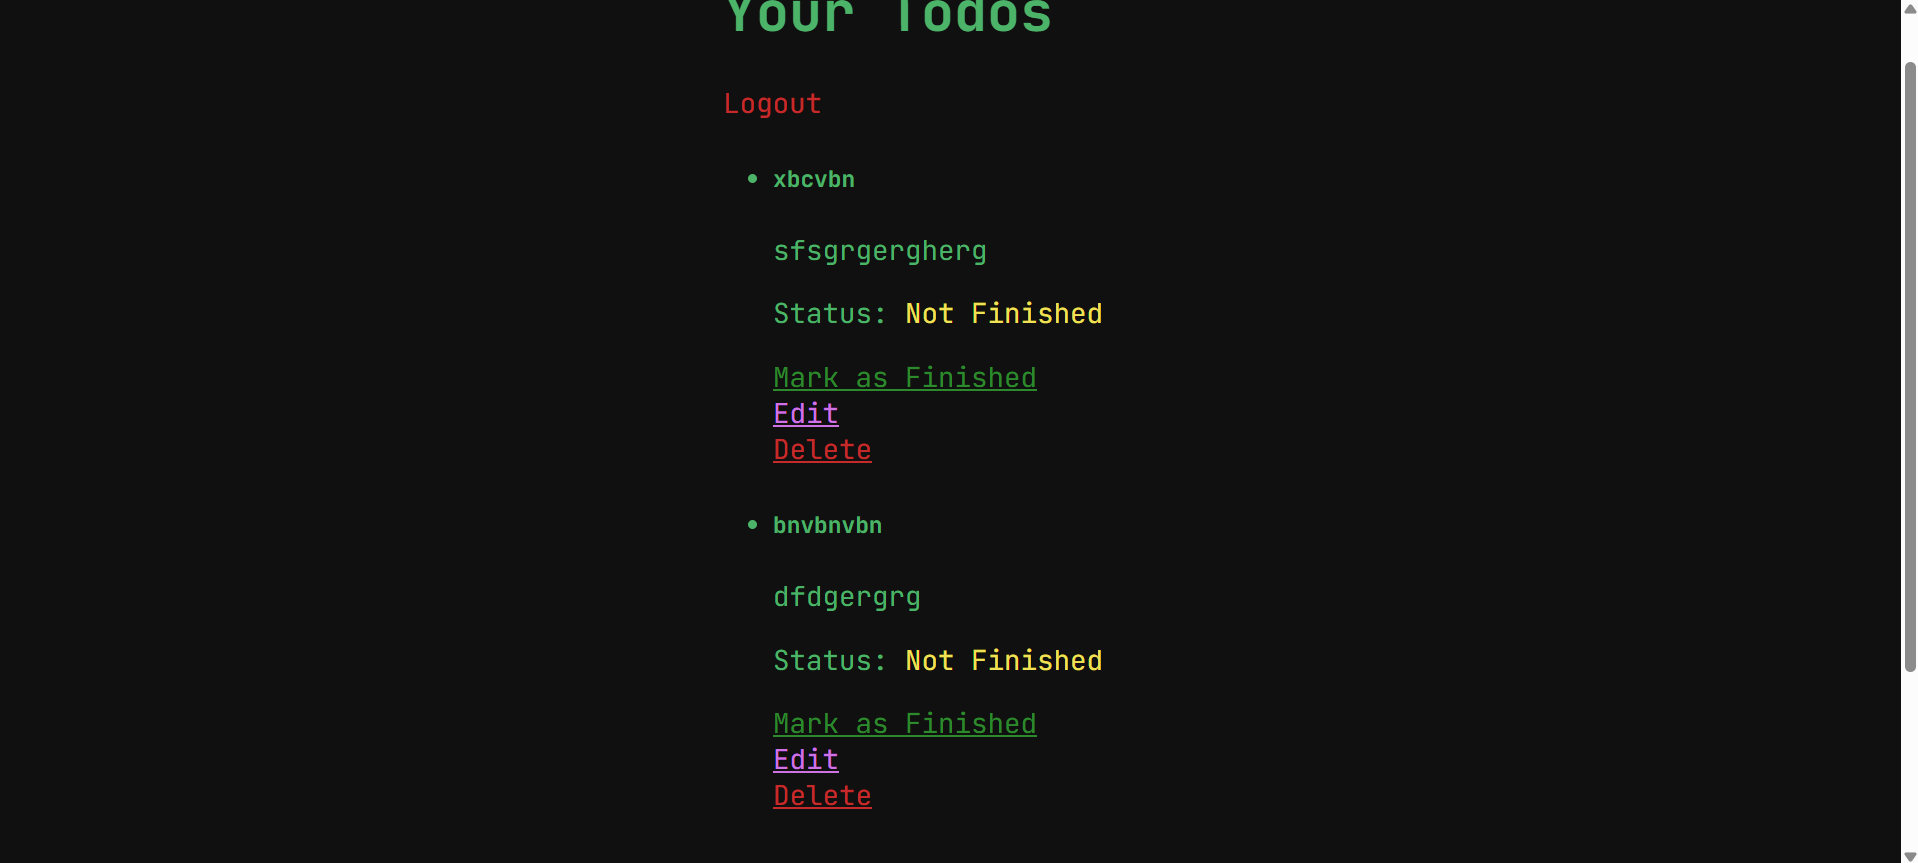 Your Todos
Logout
xbcvbn
sfsgrgergherg
Status: Not Finished
Mark as Finished
Edit
Delete
bnvbnvbn
dfdgergrg
Status: Not Finished
Mark as Finished
Edit
Delete